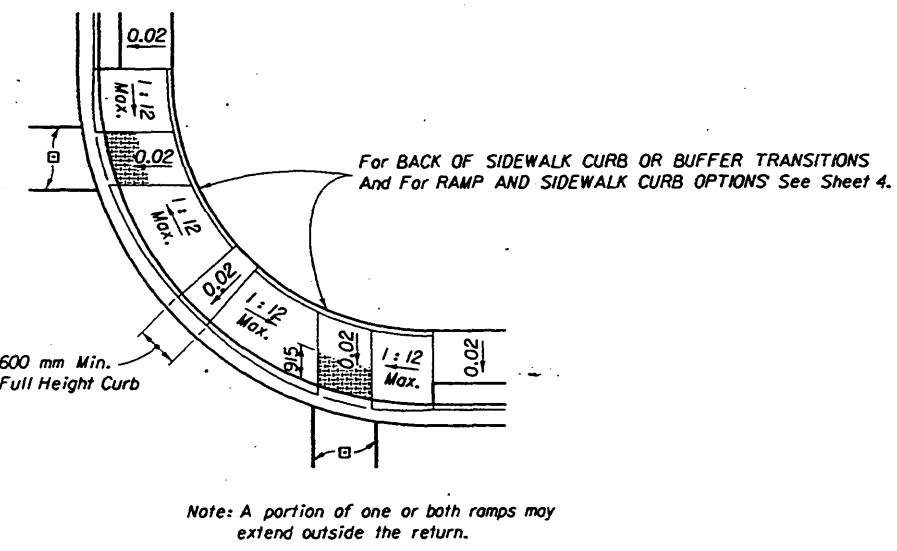 0.02
1:12
Max.
0.02
For BACK OF SIDEWALK CURB OR BUFFER TRANSITIONS
And For RAMP AND SIDEWALK CURB OPTIONS See Sheet 4.
1:12
Max.
0.02
1:12
Max.
915
0.02
1:12
Max.
0.02
600 mm Min.
Full Height Curb
Note: A portion of one or both ramps may
extend outside the return.